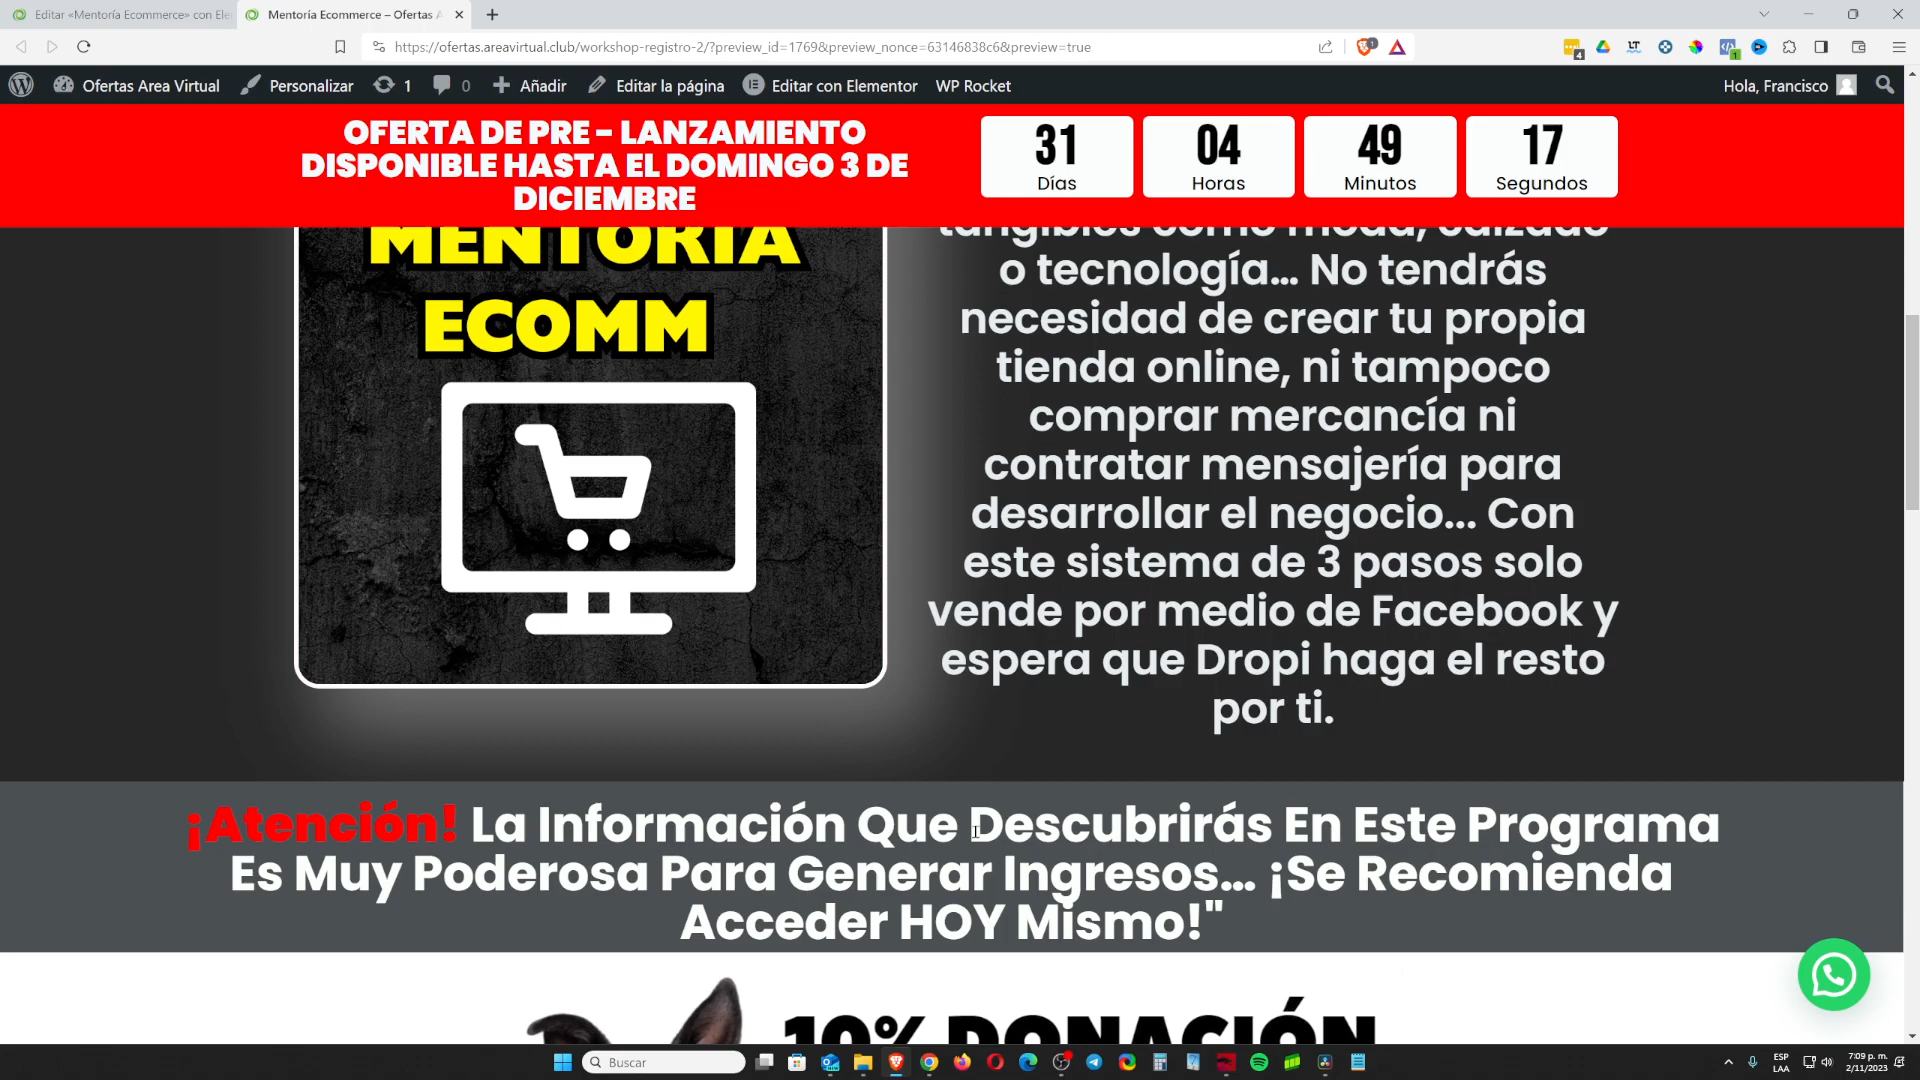 Editar «Mentoría Ecommerce» con Ele
Mentoría Ecommerce – Ofertas A
https://ofertas.areavirtual.club/workshop-registro-2/?preview_id=1769&preview_nonce=63146838c6&preview=true
Ofertas Area Virtual
Personalizar
1
0
Añadir
Editar la página
Editar con Elementor
WP Rocket
Hola, Francisco
OFERTA DE PRE – LANZAMIENTO
DISPONIBLE HASTA EL DOMINGO 3 DE
DICIEMBRE
31
Días
04
Horas
49
Minutos
17
Segundos
MENTORÍA
ECOMM
tangibles como moda, calzado
o tecnología... No tendrás
necesidad de crear tu propia
tienda online, ni tampoco
comprar mercancía ni
contratar mensajería para
desarrollar el negocio... Con
este sistema de 3 pasos solo
vende por medio de Facebook y
espera que Dropi haga el resto
por ti.
¡Atención! La Información Que Descubrirás En Este Programa
Es Muy Poderosa Para Generar Ingresos... ¡Se Recomienda
Acceder HOY Mismo!"
10% DONACIÓN
Buscar
ESP
LAA
7:09 p. m.
2/11/2023